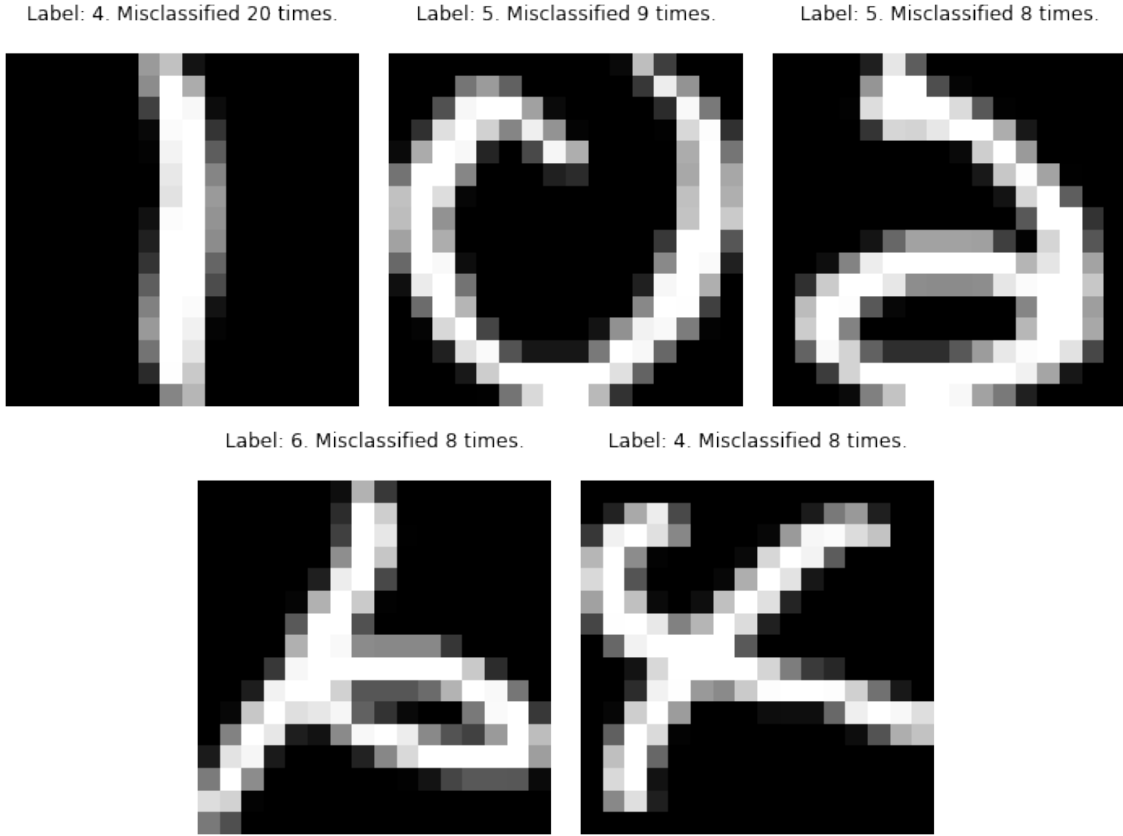 Label: 4. Misclassified 20 times.
Label: 5. Misclassified 9 times.
Label: 5. Misclassified 8 times.
Label: 6. Misclassified 8 times.
Label: 4. Misclassified 8 times.